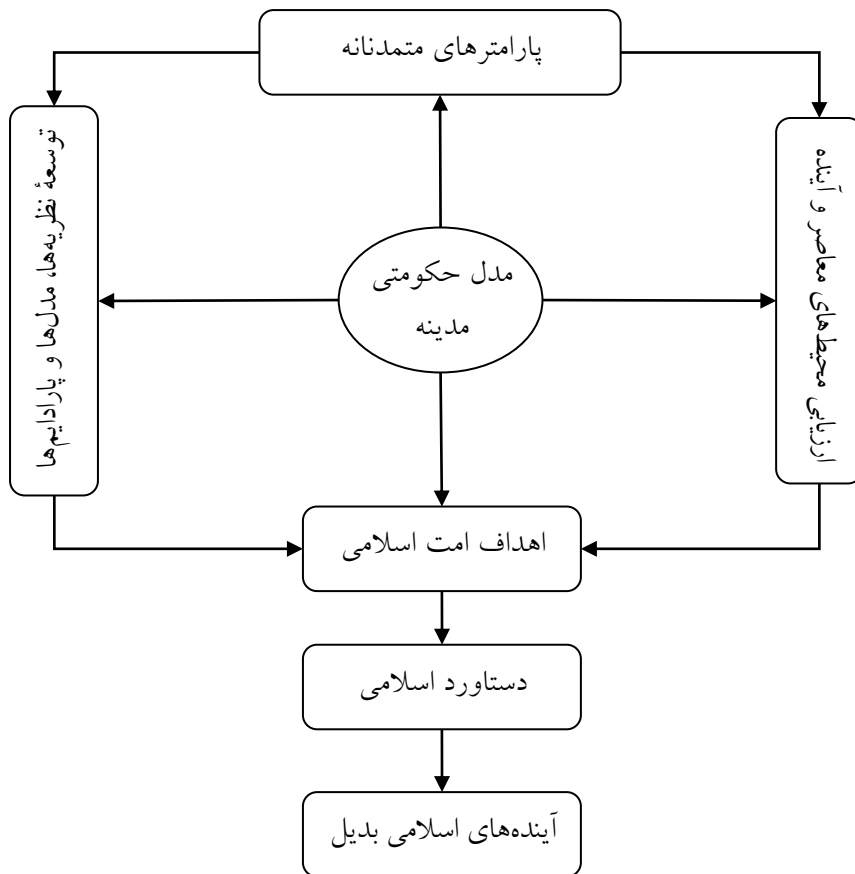 پارامترهای متمدنانه
ارزیابی محیط‌های معاصر و آینده
توسعۀ نظریه‌ها، مدل‌ها و پارادایم‌ها
مدل حکومتی
مدینه
اهداف امت اسلامی
دستاورد اسلامی
آینده‌های اسلامی بدیل